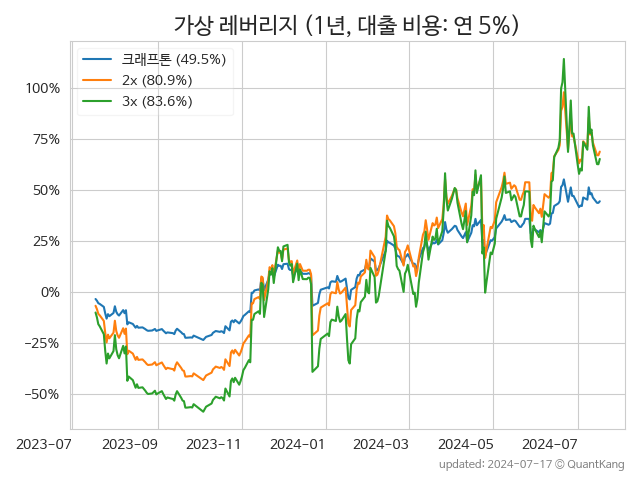 가상 레버리지 (1년, 대출 비용: 연 5%)
크래프톤 (49.5%)
2x (80.9%)
3x (83.6%)
100%
75%
50%
25%
0%
−25%
−50%
2023-07
2023-09
2023-11
2024-01
2024-03
2024-05
2024-07
updated: 2024-07-17 © QuantKang